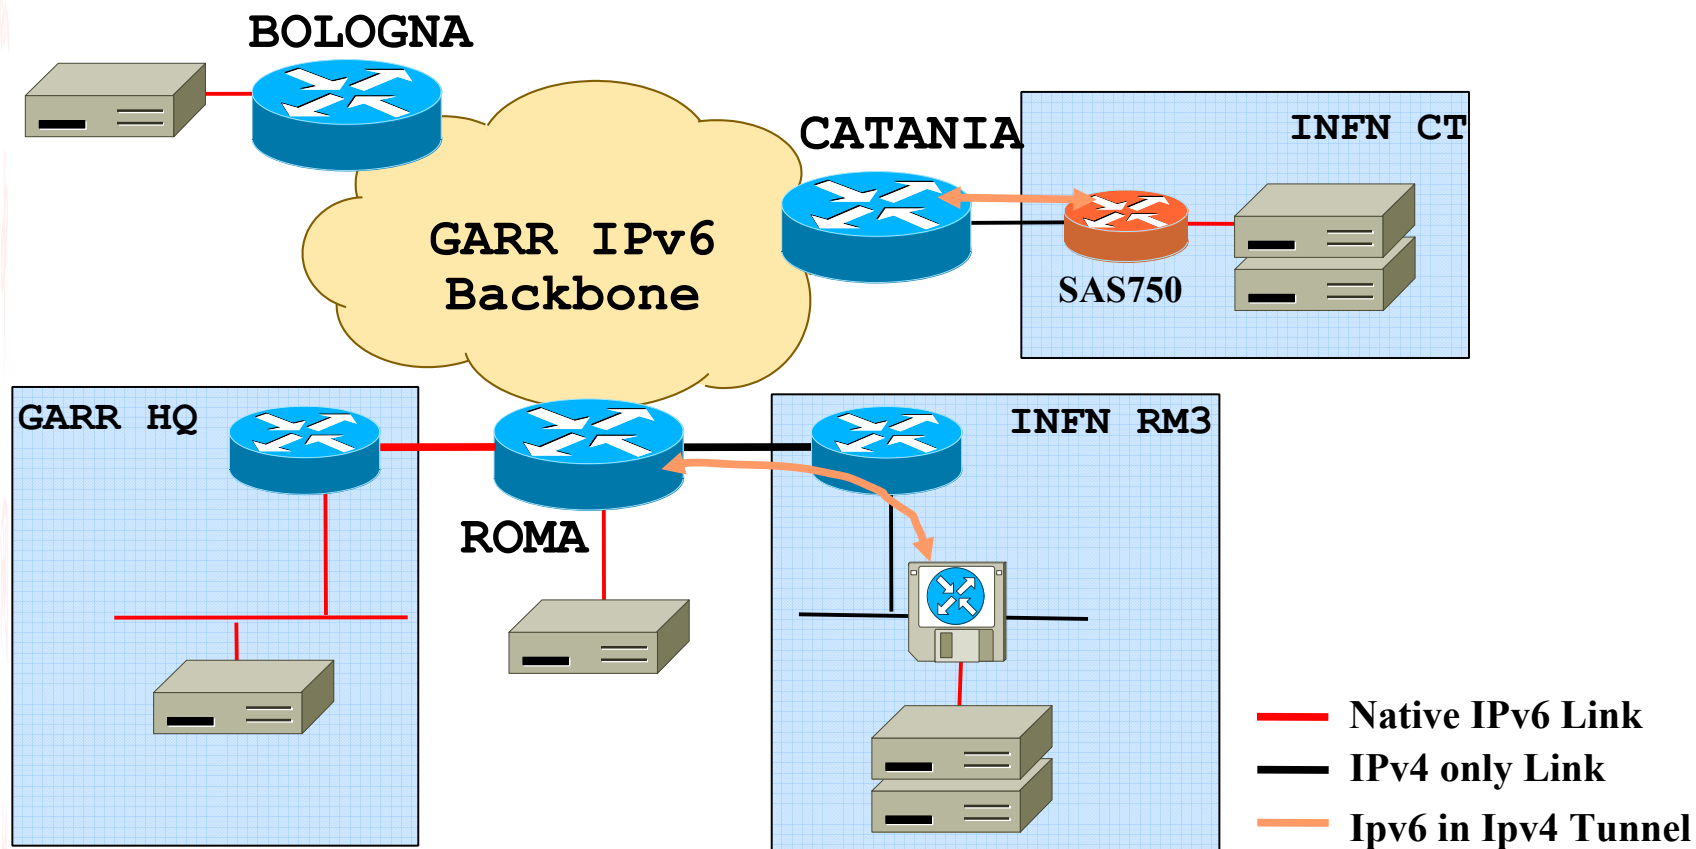 BOLOGNA
CATANIA
INFN CT
GARR IPv6
Backbone
SAS750
GARR HQ
INFN RM3
ROMA
Native IPv6 Link
IPv4 only Link
Ipv6 in Ipv4 Tunnel